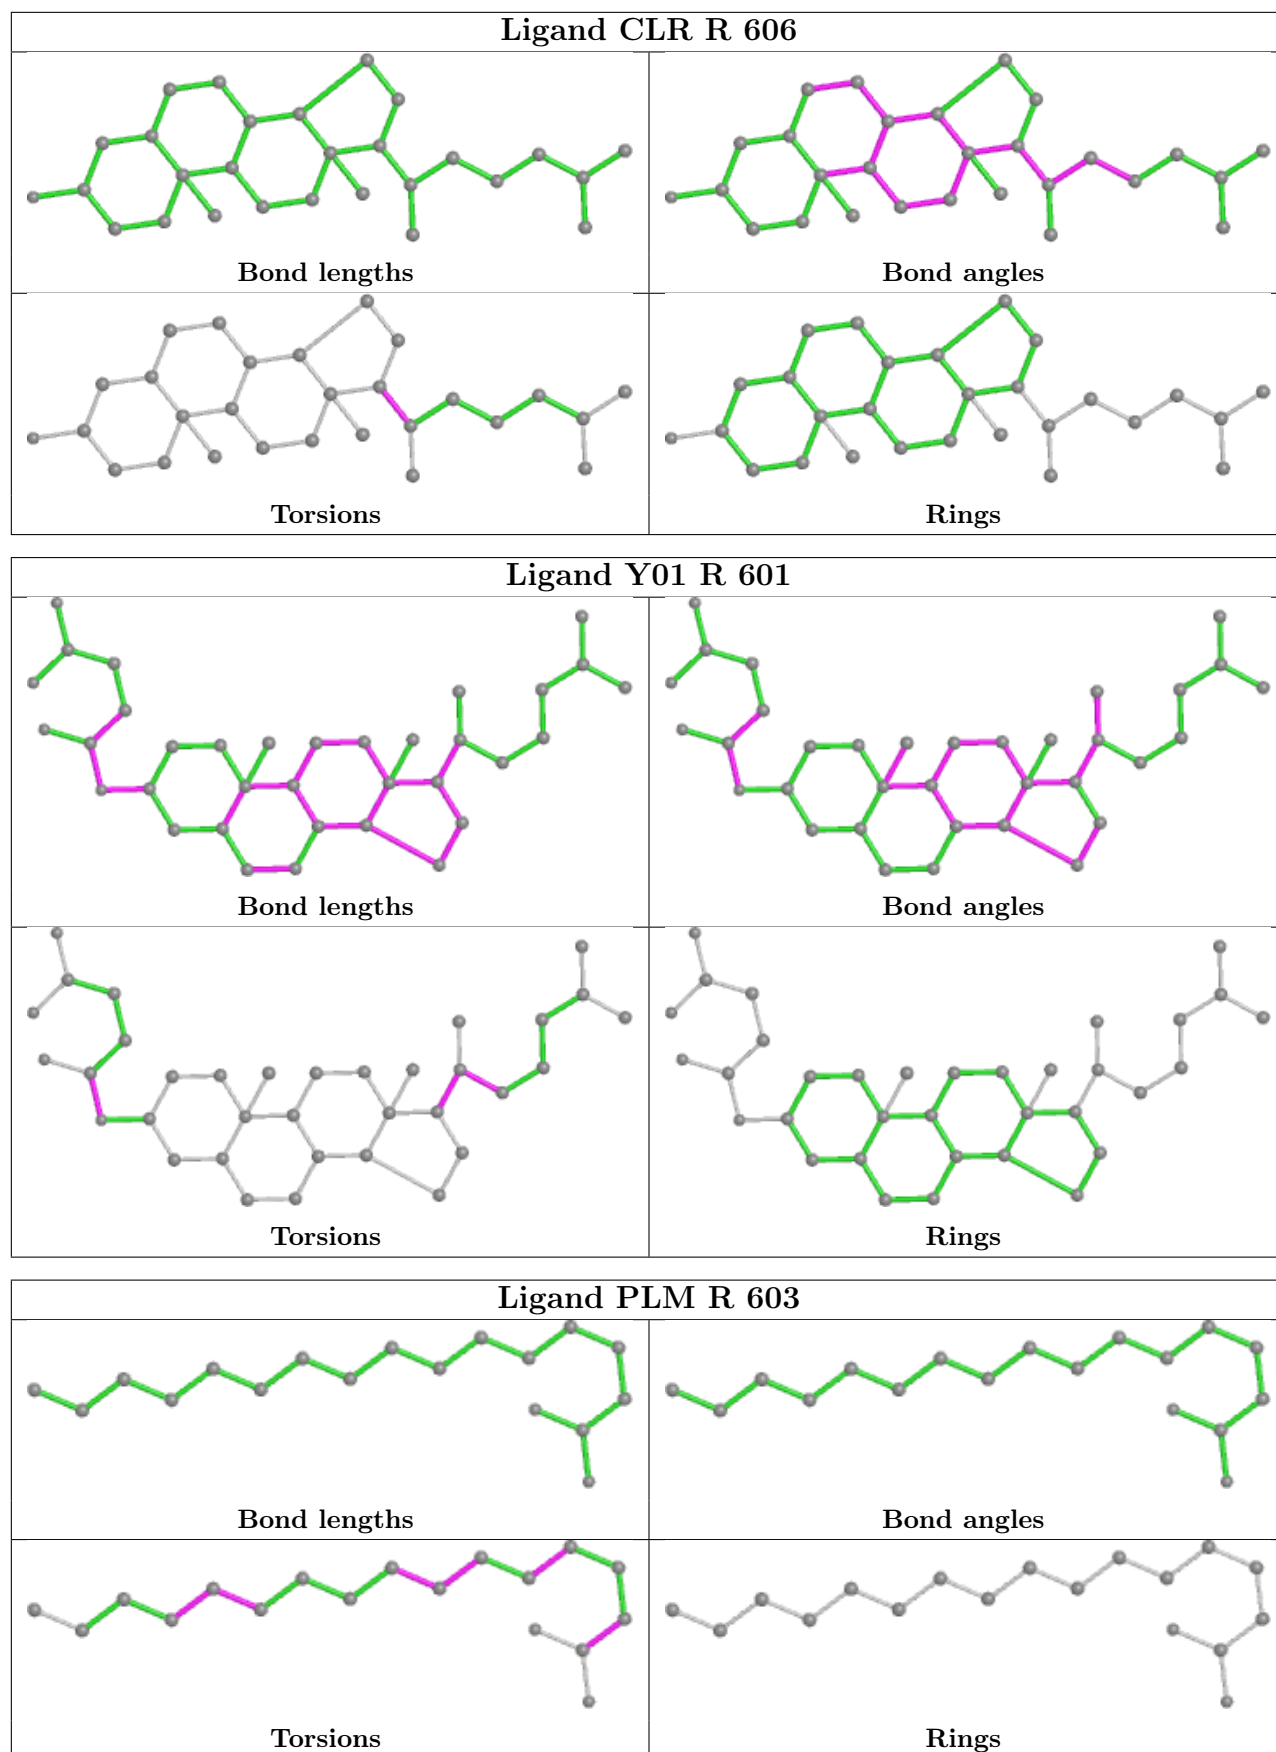 Ligand CLR R 606
Bond lengths
Bond angles
Torsions
Rings
Ligand Y01 R 601
Bond lengths
Bond angles
Torsions
Rings
Ligand PLM R 603
Bond lengths
Bond angles
Torsions
Rings